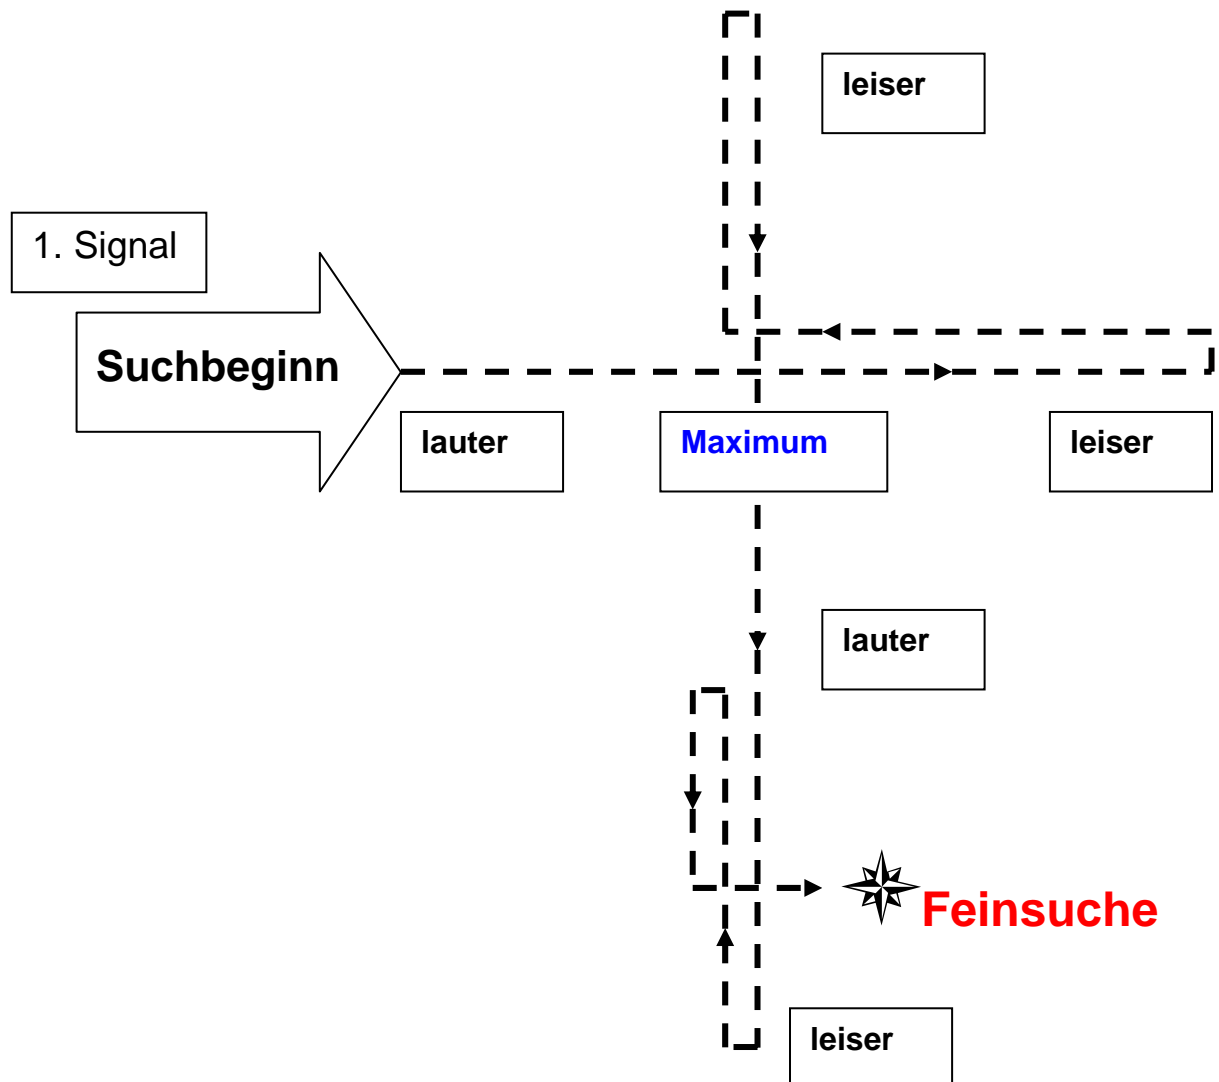 leiser
1. Signal
Suchbeginn
lauter
Maximum
leiser
lauter
Feinsuche
leiser